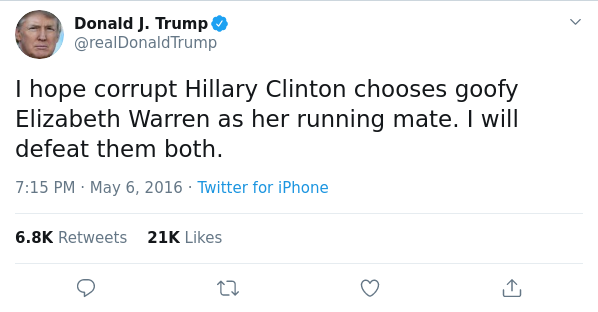 Donald J. Trump
@realDonaldTrump
I hope corrupt Hillary Clinton chooses goofy
Elizabeth Warren as her running mate. I will
defeat them both.
7:15 PM · May 6, 2016 · Twitter for iPhone
6.8K Retweets 21K Likes